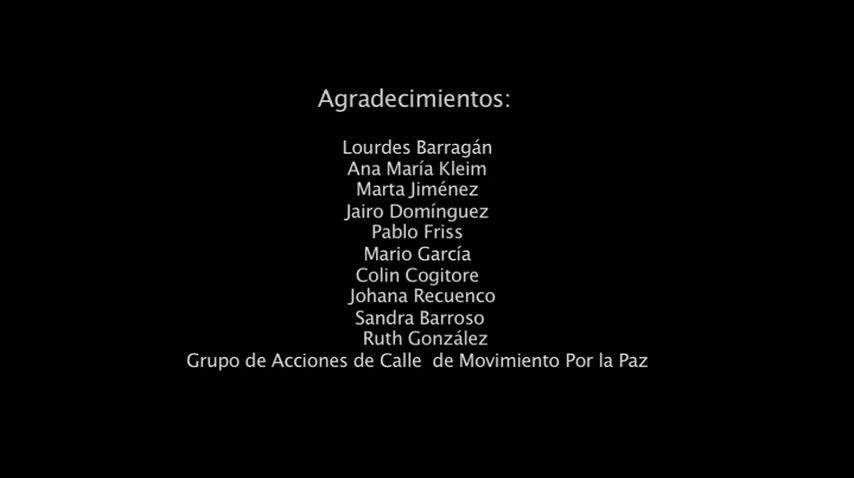 Agradecimientos:
Lourdes Barragán
Ana María Kleim
Marta Jiménez
Jairo Domínguez
Pablo Friss
Mario García
Colin Cogitore
Johana Recuenco
Sandra Barroso
Ruth González
Grupo de Acciones de Calle  de Movimiento Por la Paz